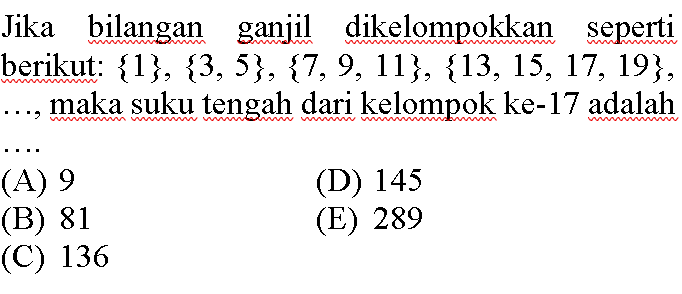 Jika bilangan ganjil dikelompokkan seperti
berikut: {1}, {3, 5}, {7, 9, 11}, {13, 15, 17, 19},
…, maka suku tengah dari kelompok ke-17 adalah
….
(A) 9 (D) 145
(B) 81 (E) 289
(C) 136